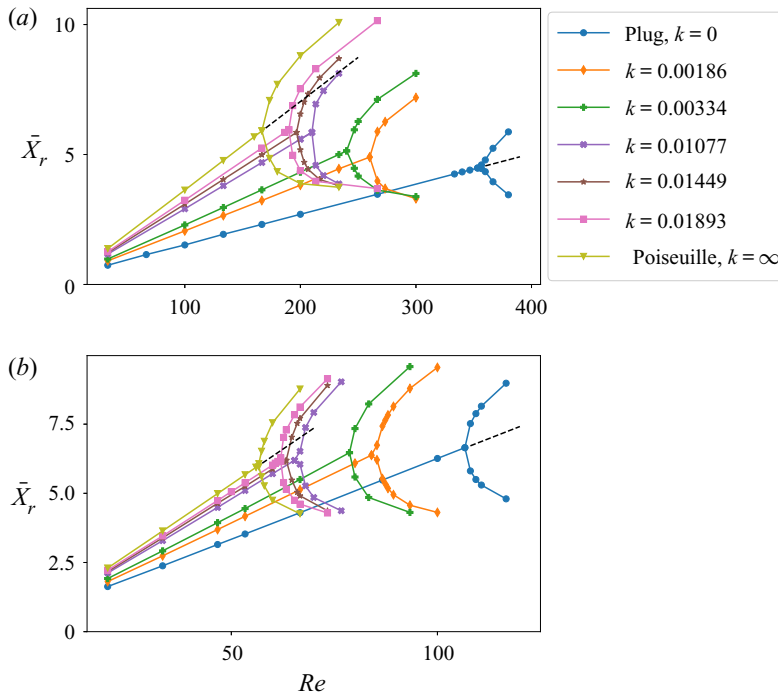 (a)
10
5
0
X̄r
100
200
300
400
Plug, k = 0
k = 0.00186
k = 0.00334
k = 0.01077
k = 0.01449
k = 0.01893
Poiseuille, k = ∞
(b)
7.5
5.0
2.5
0
X̄r
50
100
Re